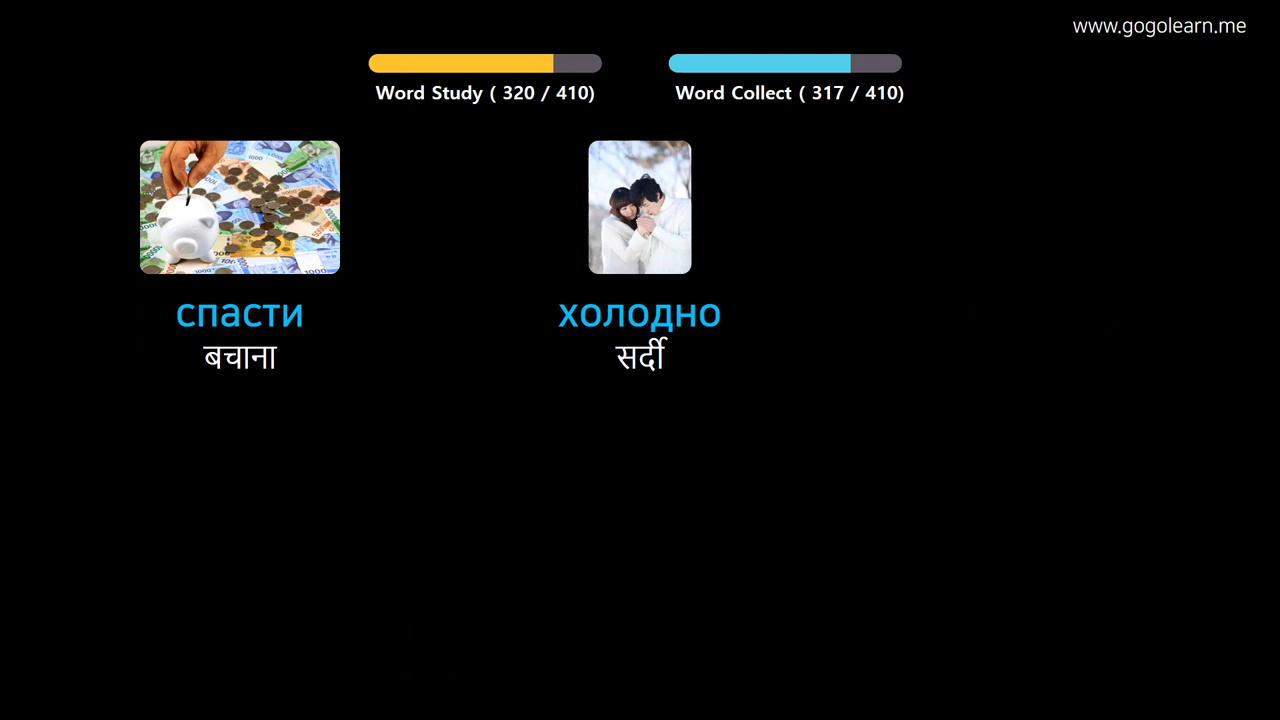 www.gogolearn.me
Word Study ( 320 / 410)
Word Collect ( 317 / 410)
спасти
बचाना
холодно
सर्दी